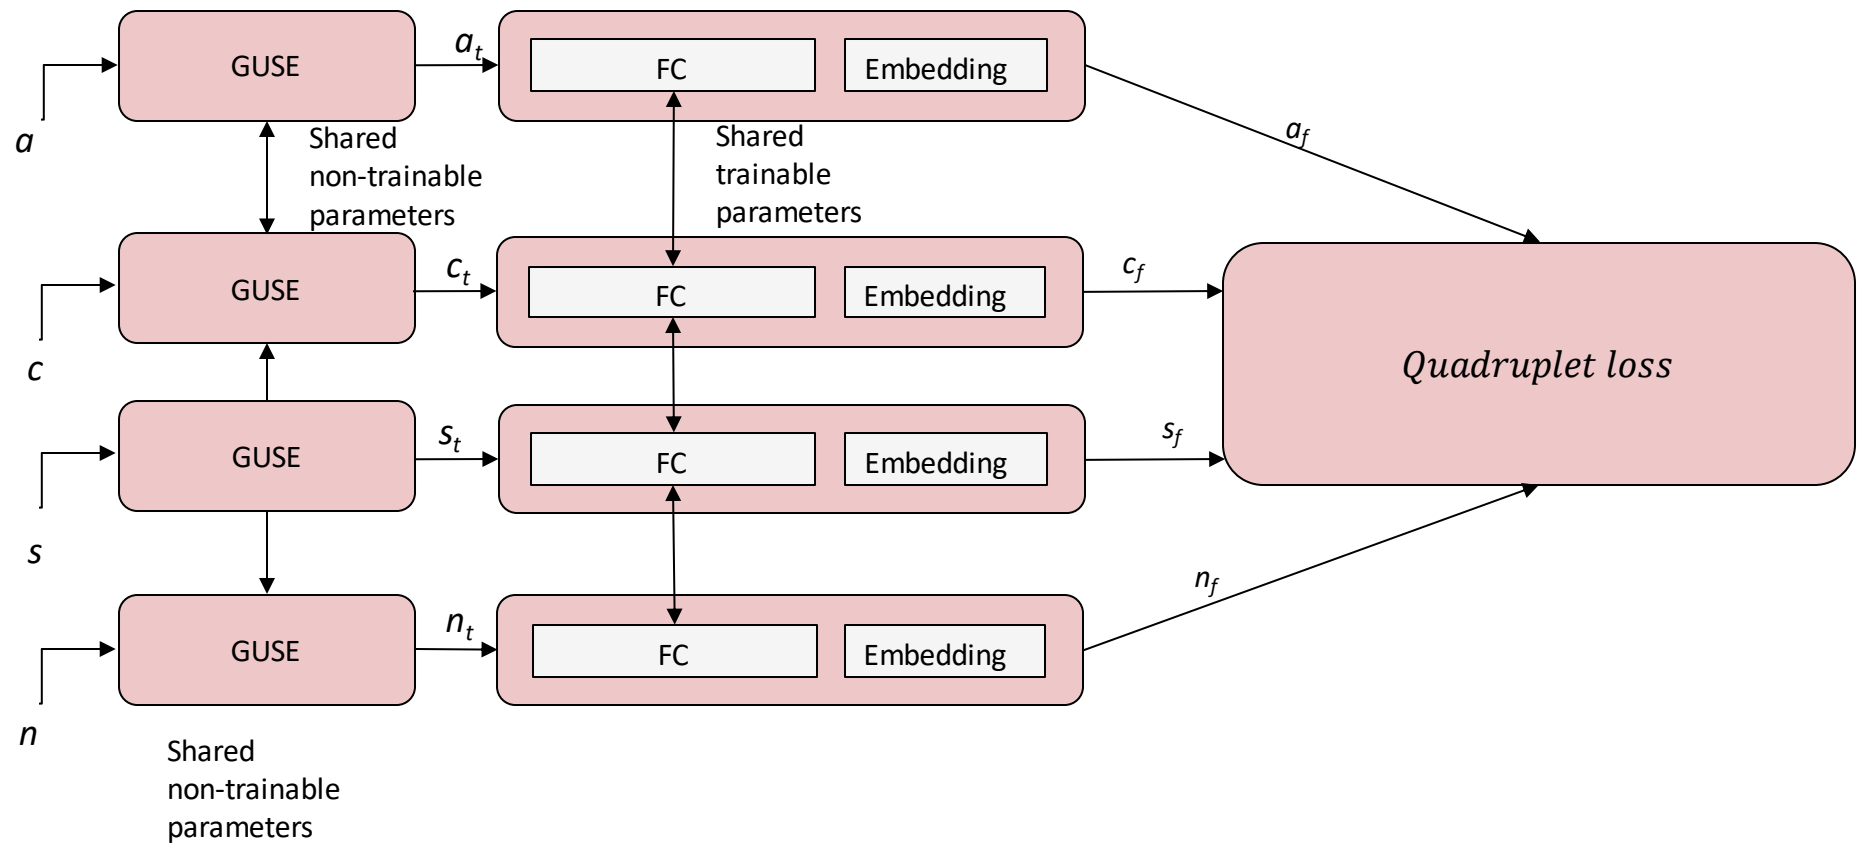 a
GUSE
a_t
FC
Embedding
a_f
Shared
non-trainable
parameters
Shared
trainable
parameters
c
GUSE
c_t
FC
Embedding
c_f
Quadruplet loss
s
GUSE
s_t
FC
Embedding
s_f
n
GUSE
n_t
FC
Embedding
n_f
Shared
non-trainable
parameters